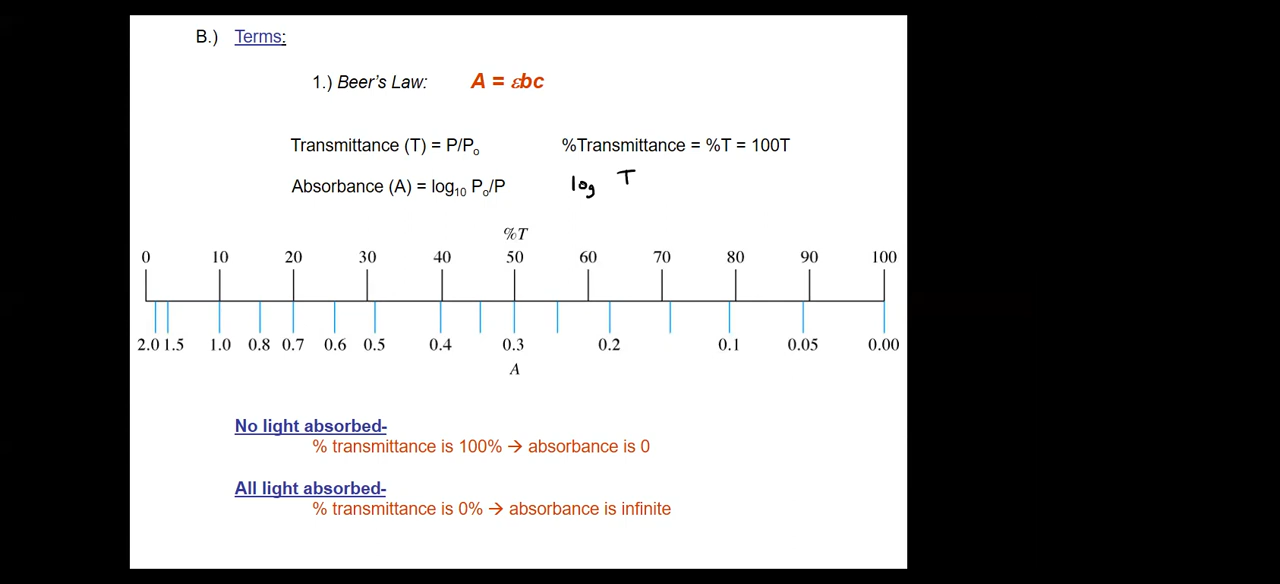 B.) Terms:
1.) Beer's Law: A = εbc
Transmittance (T) = P/Pₒ %Transmittance = %T = 100T
Absorbance (A) = log₁₀ Pₒ/P log T
%T
0 10 20 30 40 50 60 70 80 90 100
2.0 1.5 1.0 0.8 0.7 0.6 0.5 0.4 0.3 0.2 0.1 0.05 0.00
A
No light absorbed-
% transmittance is 100% → absorbance is 0
All light absorbed-
% transmittance is 0% → absorbance is infinite